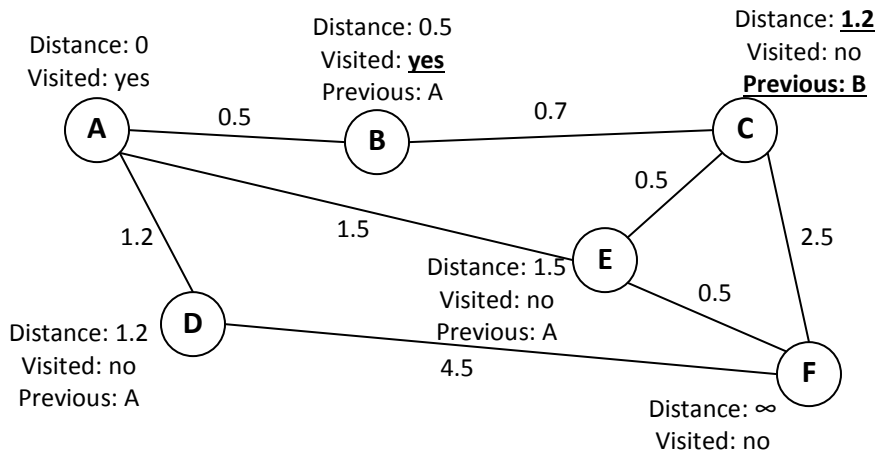 Distance: 0
Visited: yes
Distance: 0.5
Visited: yes
Previous: A
Distance: 1.2
Visited: no
Previous: B
A
0.5
B
0.7
C
0.5
1.2
1.5
2.5
E
Distance: 1.5
Visited: no
Previous: A
0.5
D
Distance: 1.2
Visited: no
Previous: A
4.5
F
Distance: ∞
Visited: no